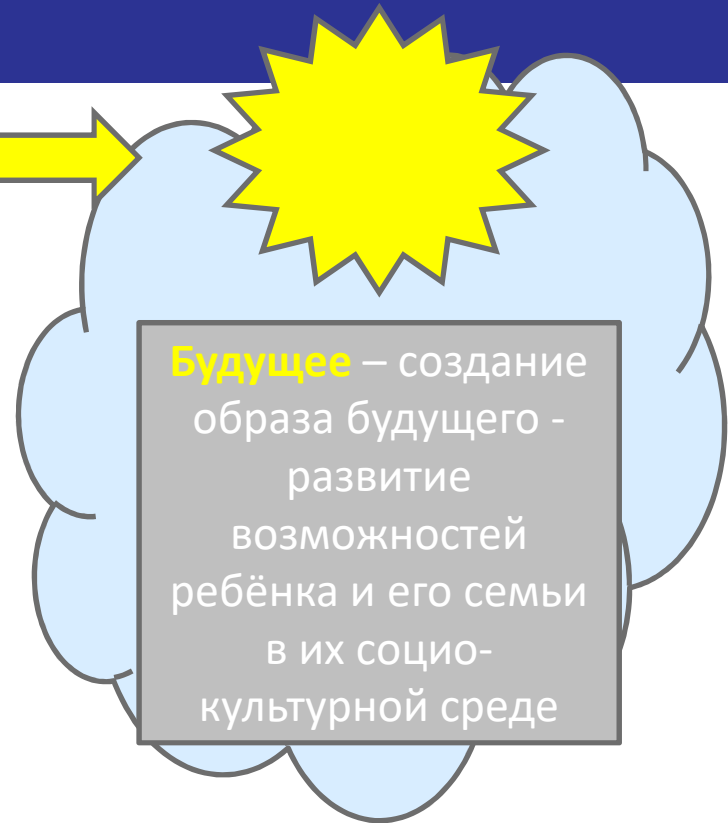 Будущее – создание
образа будущего -
развитие
возможностей
ребёнка и его семьи
в их социо-
культурной среде